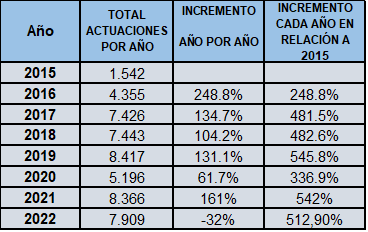 Año TOTAL ACTUACIONES POR AÑO INCREMENTO AÑO POR AÑO INCREMENTO CADA AÑO EN RELACIÓN A 2015
2015 1.542
2016 4.355 248.8% 248.8%
2017 7.426 134.7% 481.5%
2018 7.443 104.2% 482.6%
2019 8.417 131.1% 545.8%
2020 5.196 61.7% 336.9%
2021 8.366 161% 542%
2022 7.909 -32% 512,90%